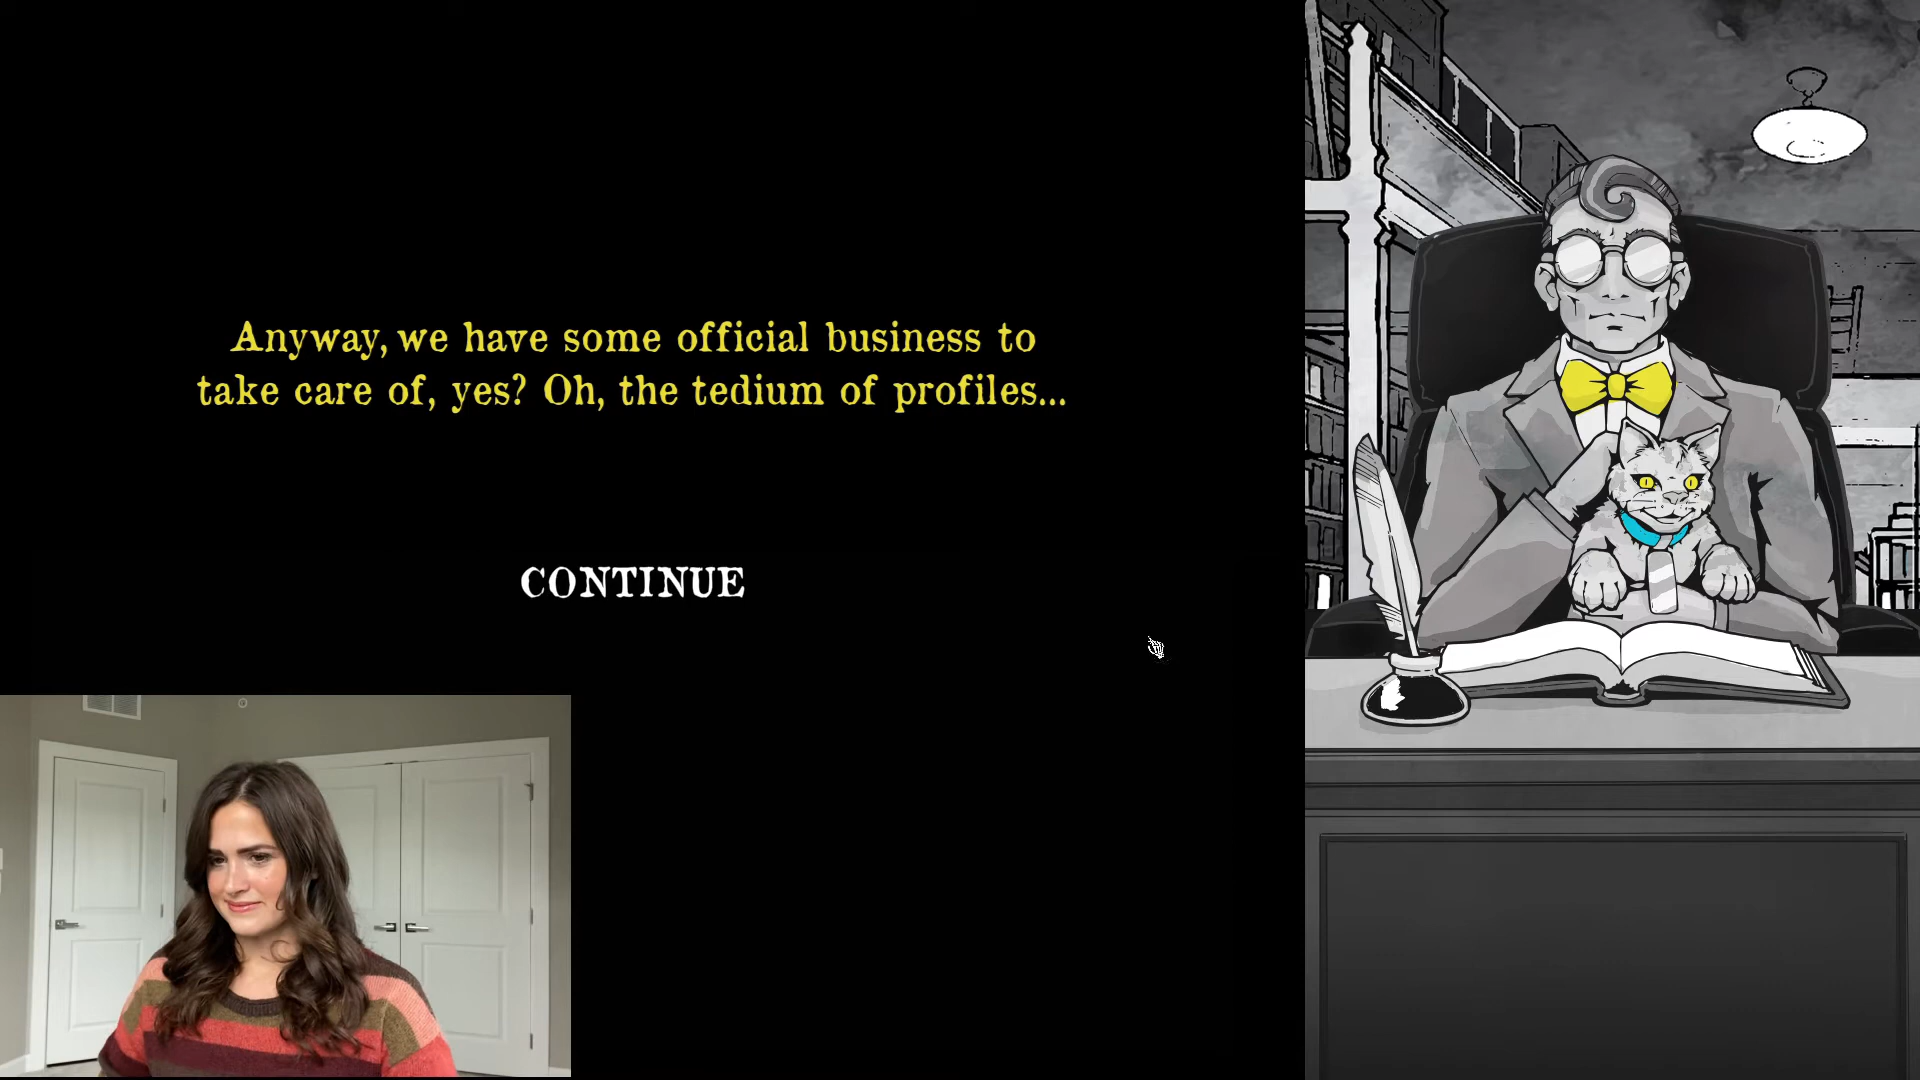 Anyway, we have some official business to
take care of, yes? Oh, the tedium of profiles...
CONTINUE